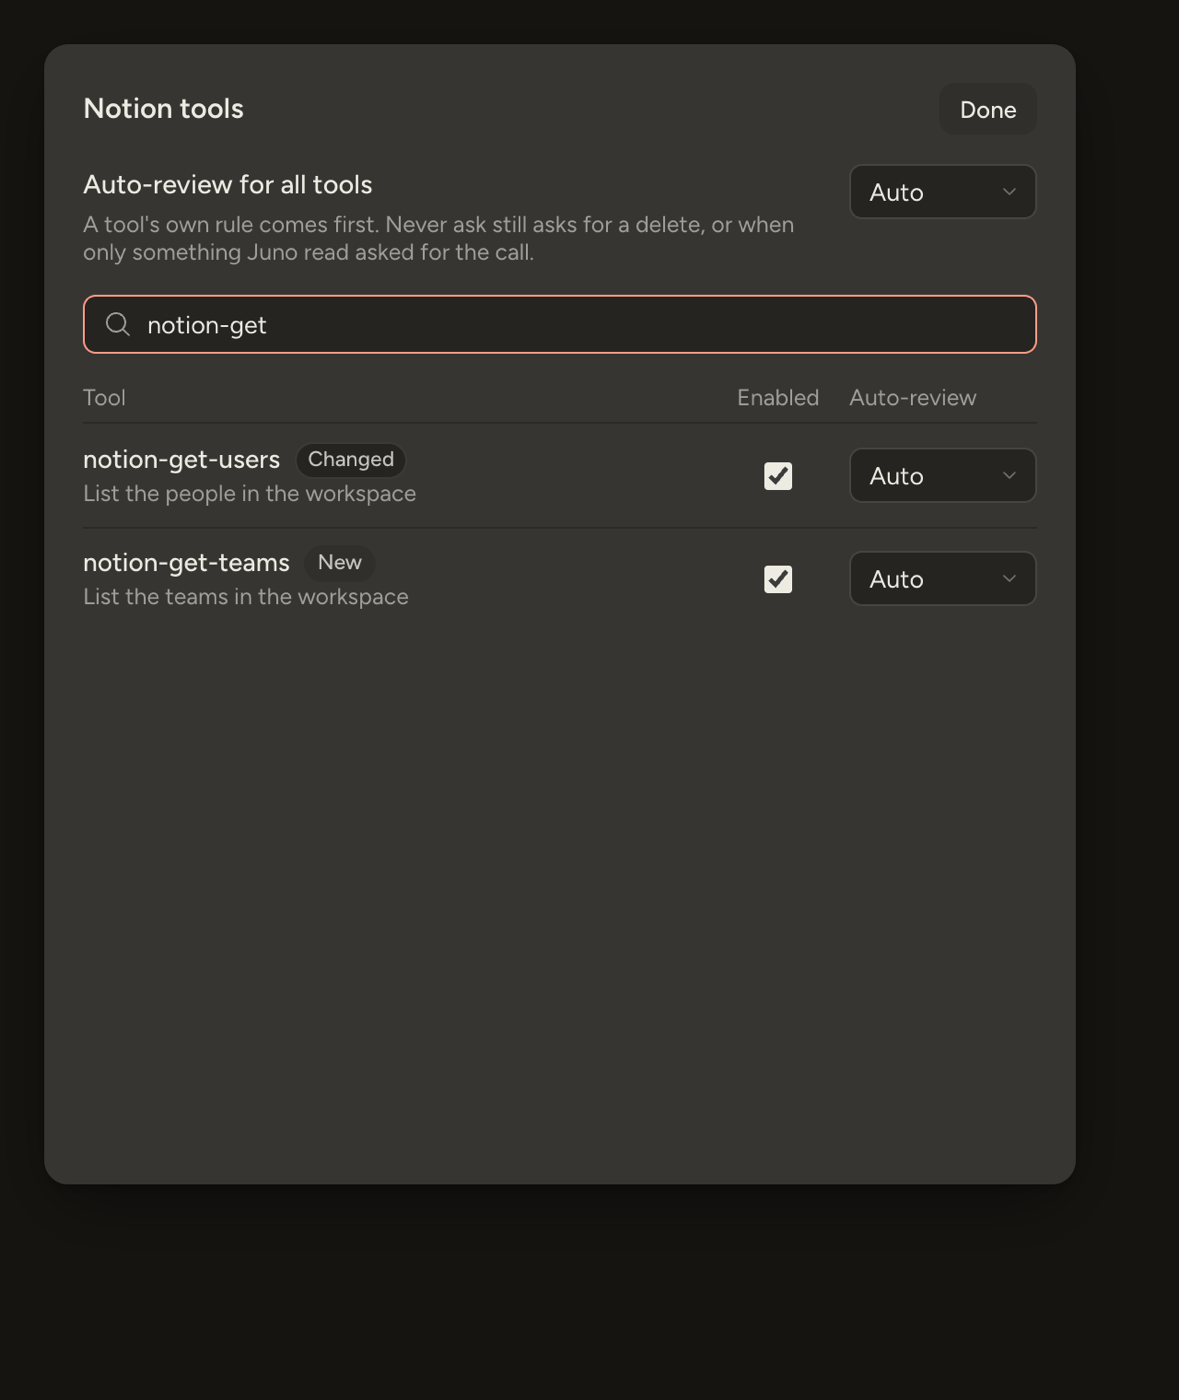 Notion tools
Done
Auto-review for all tools
Auto
A tool's own rule comes first. Never ask still asks for a delete, or when
only something Juno read asked for the call.
notion-get
Tool Enabled Auto-review
notion-get-users Changed
List the people in the workspace
Auto
notion-get-teams New
List the teams in the workspace
Auto